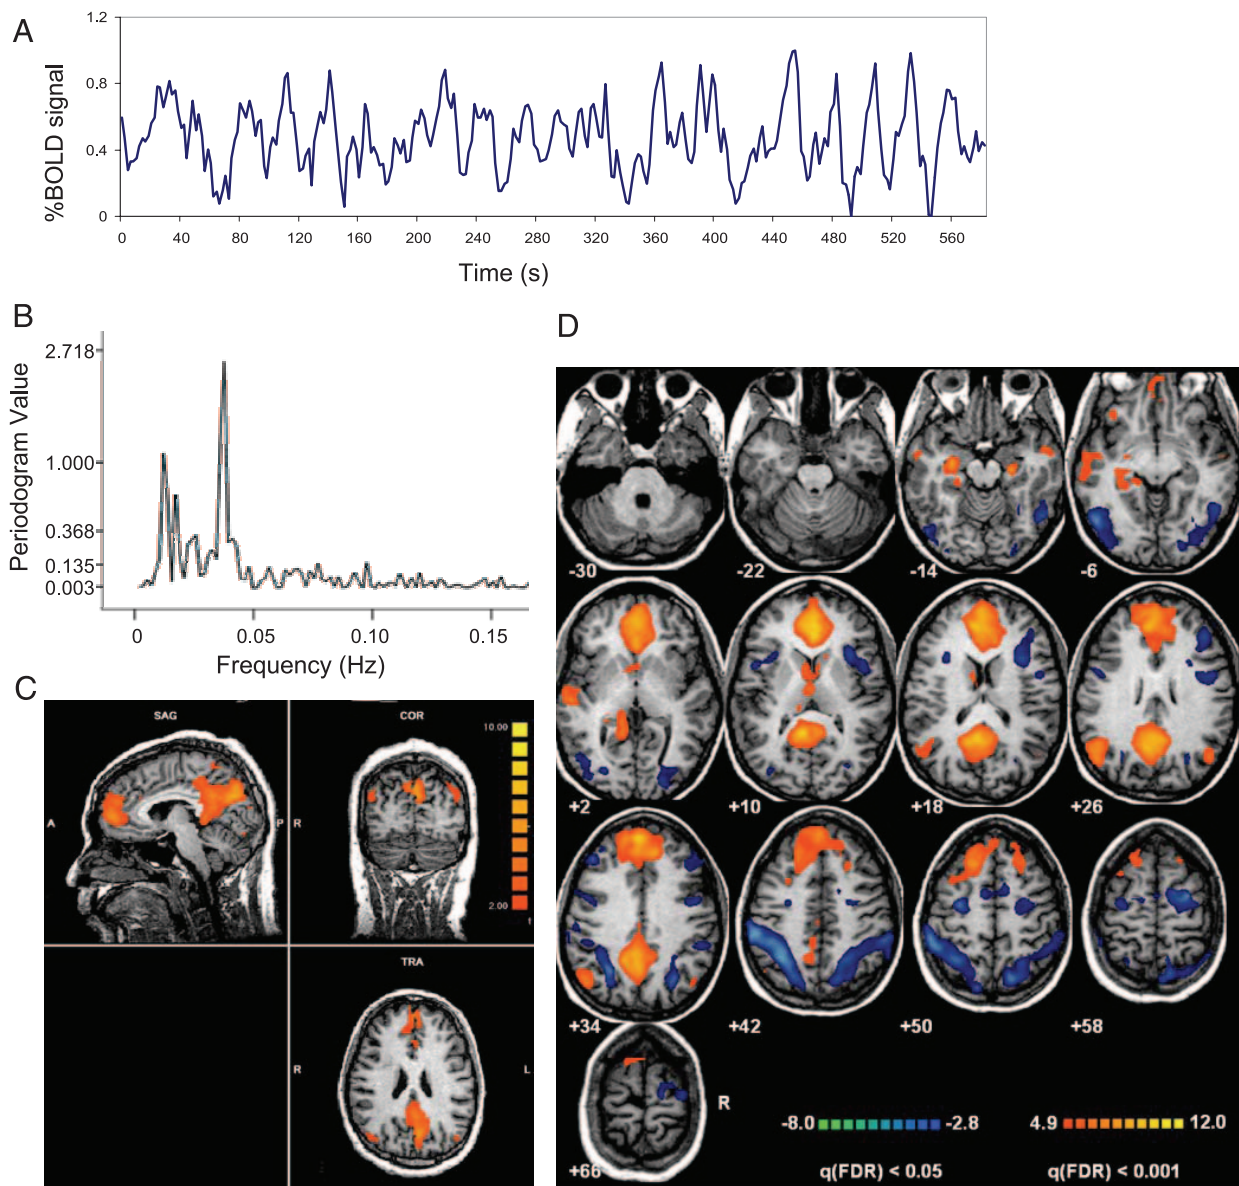 A
1.2
0.8
0.4
0
%BOLD signal
0 40 80 120 160 200 240 280 320 360 400 440 480 520 560
Time (s)
B
2.718
1.000
0.368
0.135
0.003
Periodogram Value
0 0.05 0.10 0.15
Frequency (Hz)
C
SAG COR
10.00
A P R
2.00
t
TRA
R L
D
-30 -22 -14 -6
+2 +10 +18 +26
+34 +42 +50 +58
+66
R
-8.0 -2.8 4.9 12.0
q(FDR) < 0.05 q(FDR) < 0.001